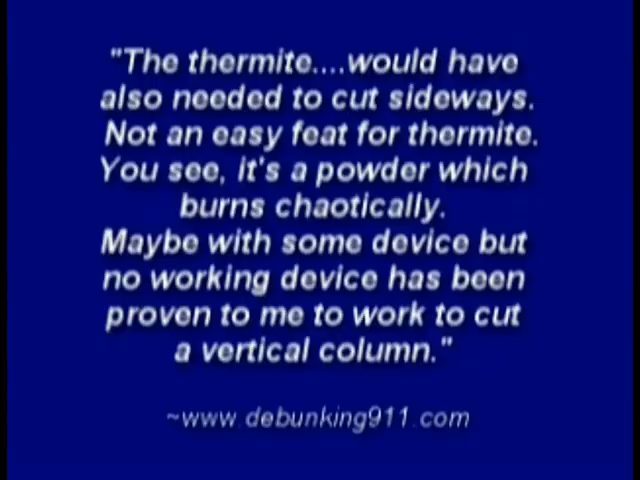 "The thermite....would have
also needed to cut sideways.
Not an easy feat for thermite.
You see, it's a powder which
burns chaotically.
Maybe with some device but
no working device has been
proven to me to work to cut
a vertical column."
~www.debunking911.com